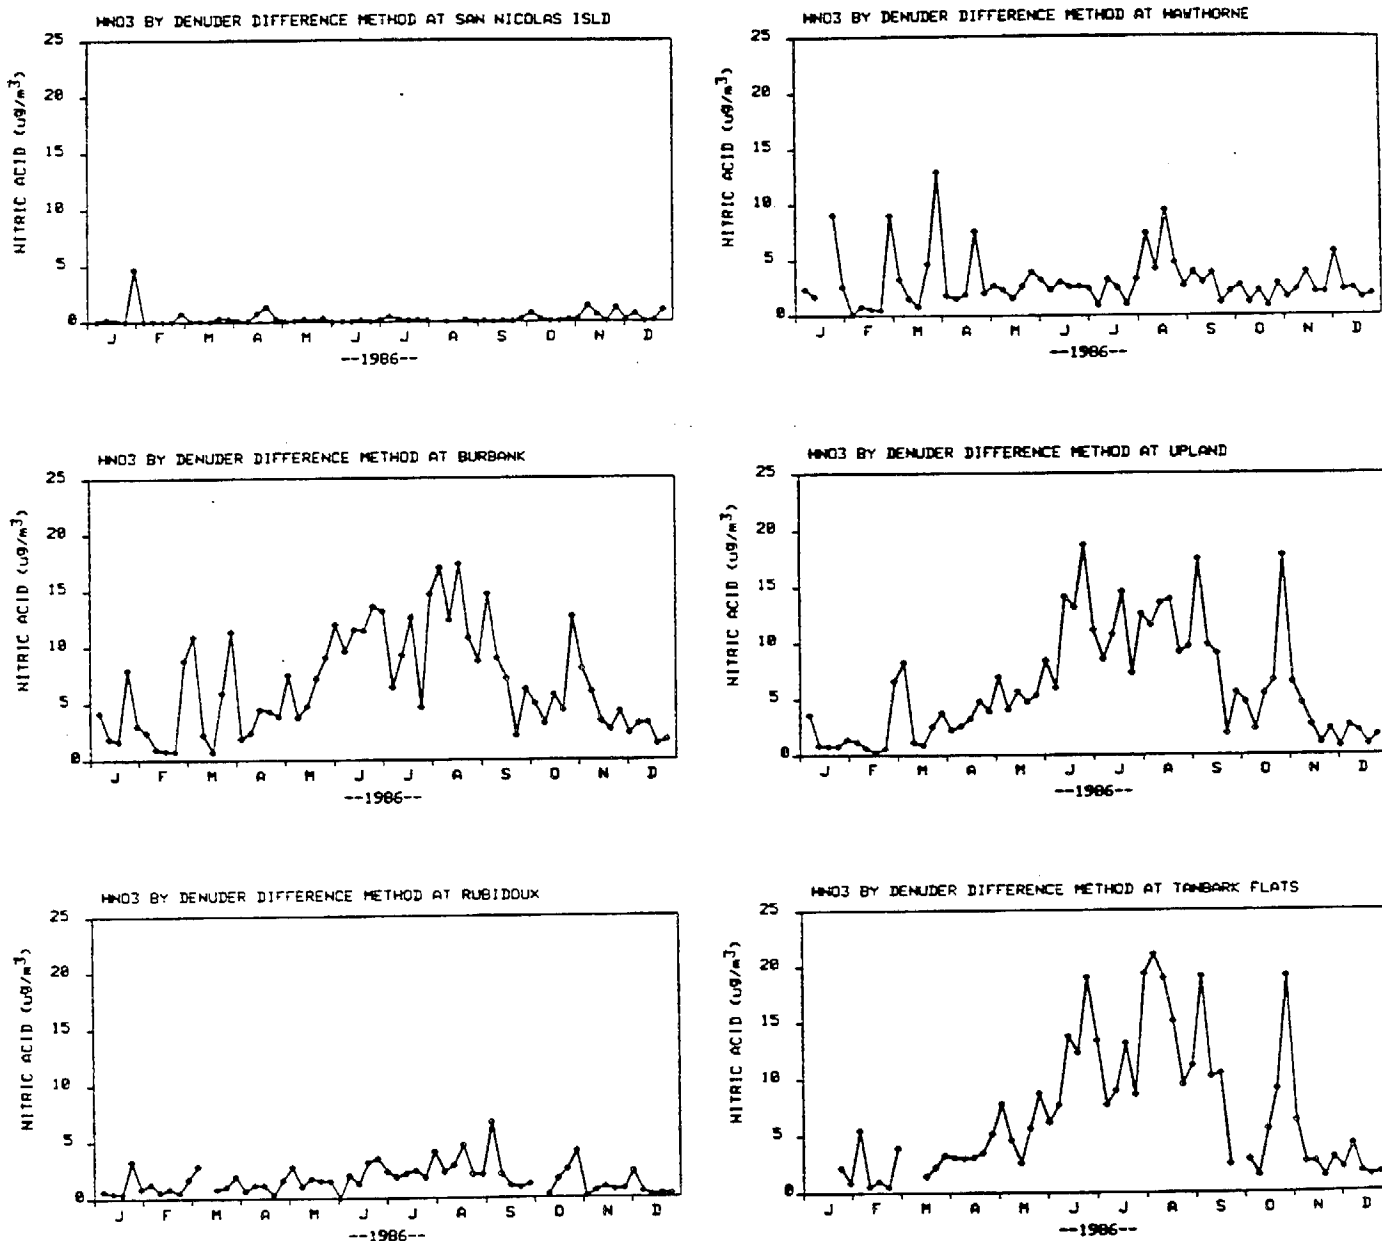 HNO3 BY DENUDER DIFFERENCE METHOD AT SAN NICOLAS ISLD
25
20
15
10
5
0
NITRIC ACID (ug/m³)
J F M A M J J A S O N D
--1986--
HNO3 BY DENUDER DIFFERENCE METHOD AT HAWTHORNE
25
20
15
10
5
0
NITRIC ACID (ug/m³)
J F M A M J J A S O N D
--1986--
HNO3 BY DENUDER DIFFERENCE METHOD AT BURBANK
25
20
15
10
5
0
NITRIC ACID (ug/m³)
J F M A M J J A S O N D
--1986--
HNO3 BY DENUDER DIFFERENCE METHOD AT UPLAND
25
20
15
10
5
0
NITRIC ACID (ug/m³)
J F M A M J J A S O N D
--1986--
HNO3 BY DENUDER DIFFERENCE METHOD AT RUBIDOUX
25
20
15
10
5
0
NITRIC ACID (ug/m³)
J F M A M J J A S O N D
--1986--
HNO3 BY DENUDER DIFFERENCE METHOD AT TANBARK FLATS
25
20
15
10
5
0
NITRIC ACID (ug/m³)
J F M A M J J A S O N D
--1986--